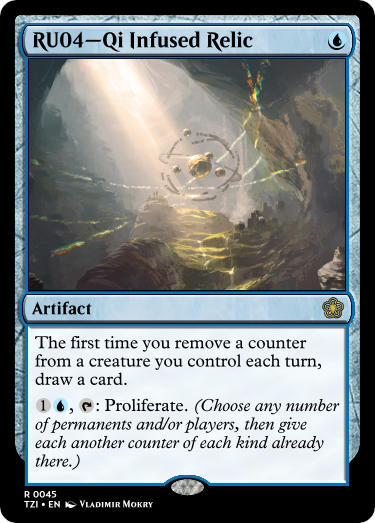 RU04—Qi Infused Relic
Artifact
The first time you remove a counter
from a creature you control each turn,
draw a card.
1, : Proliferate. (Choose any number
of permanents and/or players, then give
each another counter of each kind already
there.)
R 0045
TZI • EN Vladimir Mokry